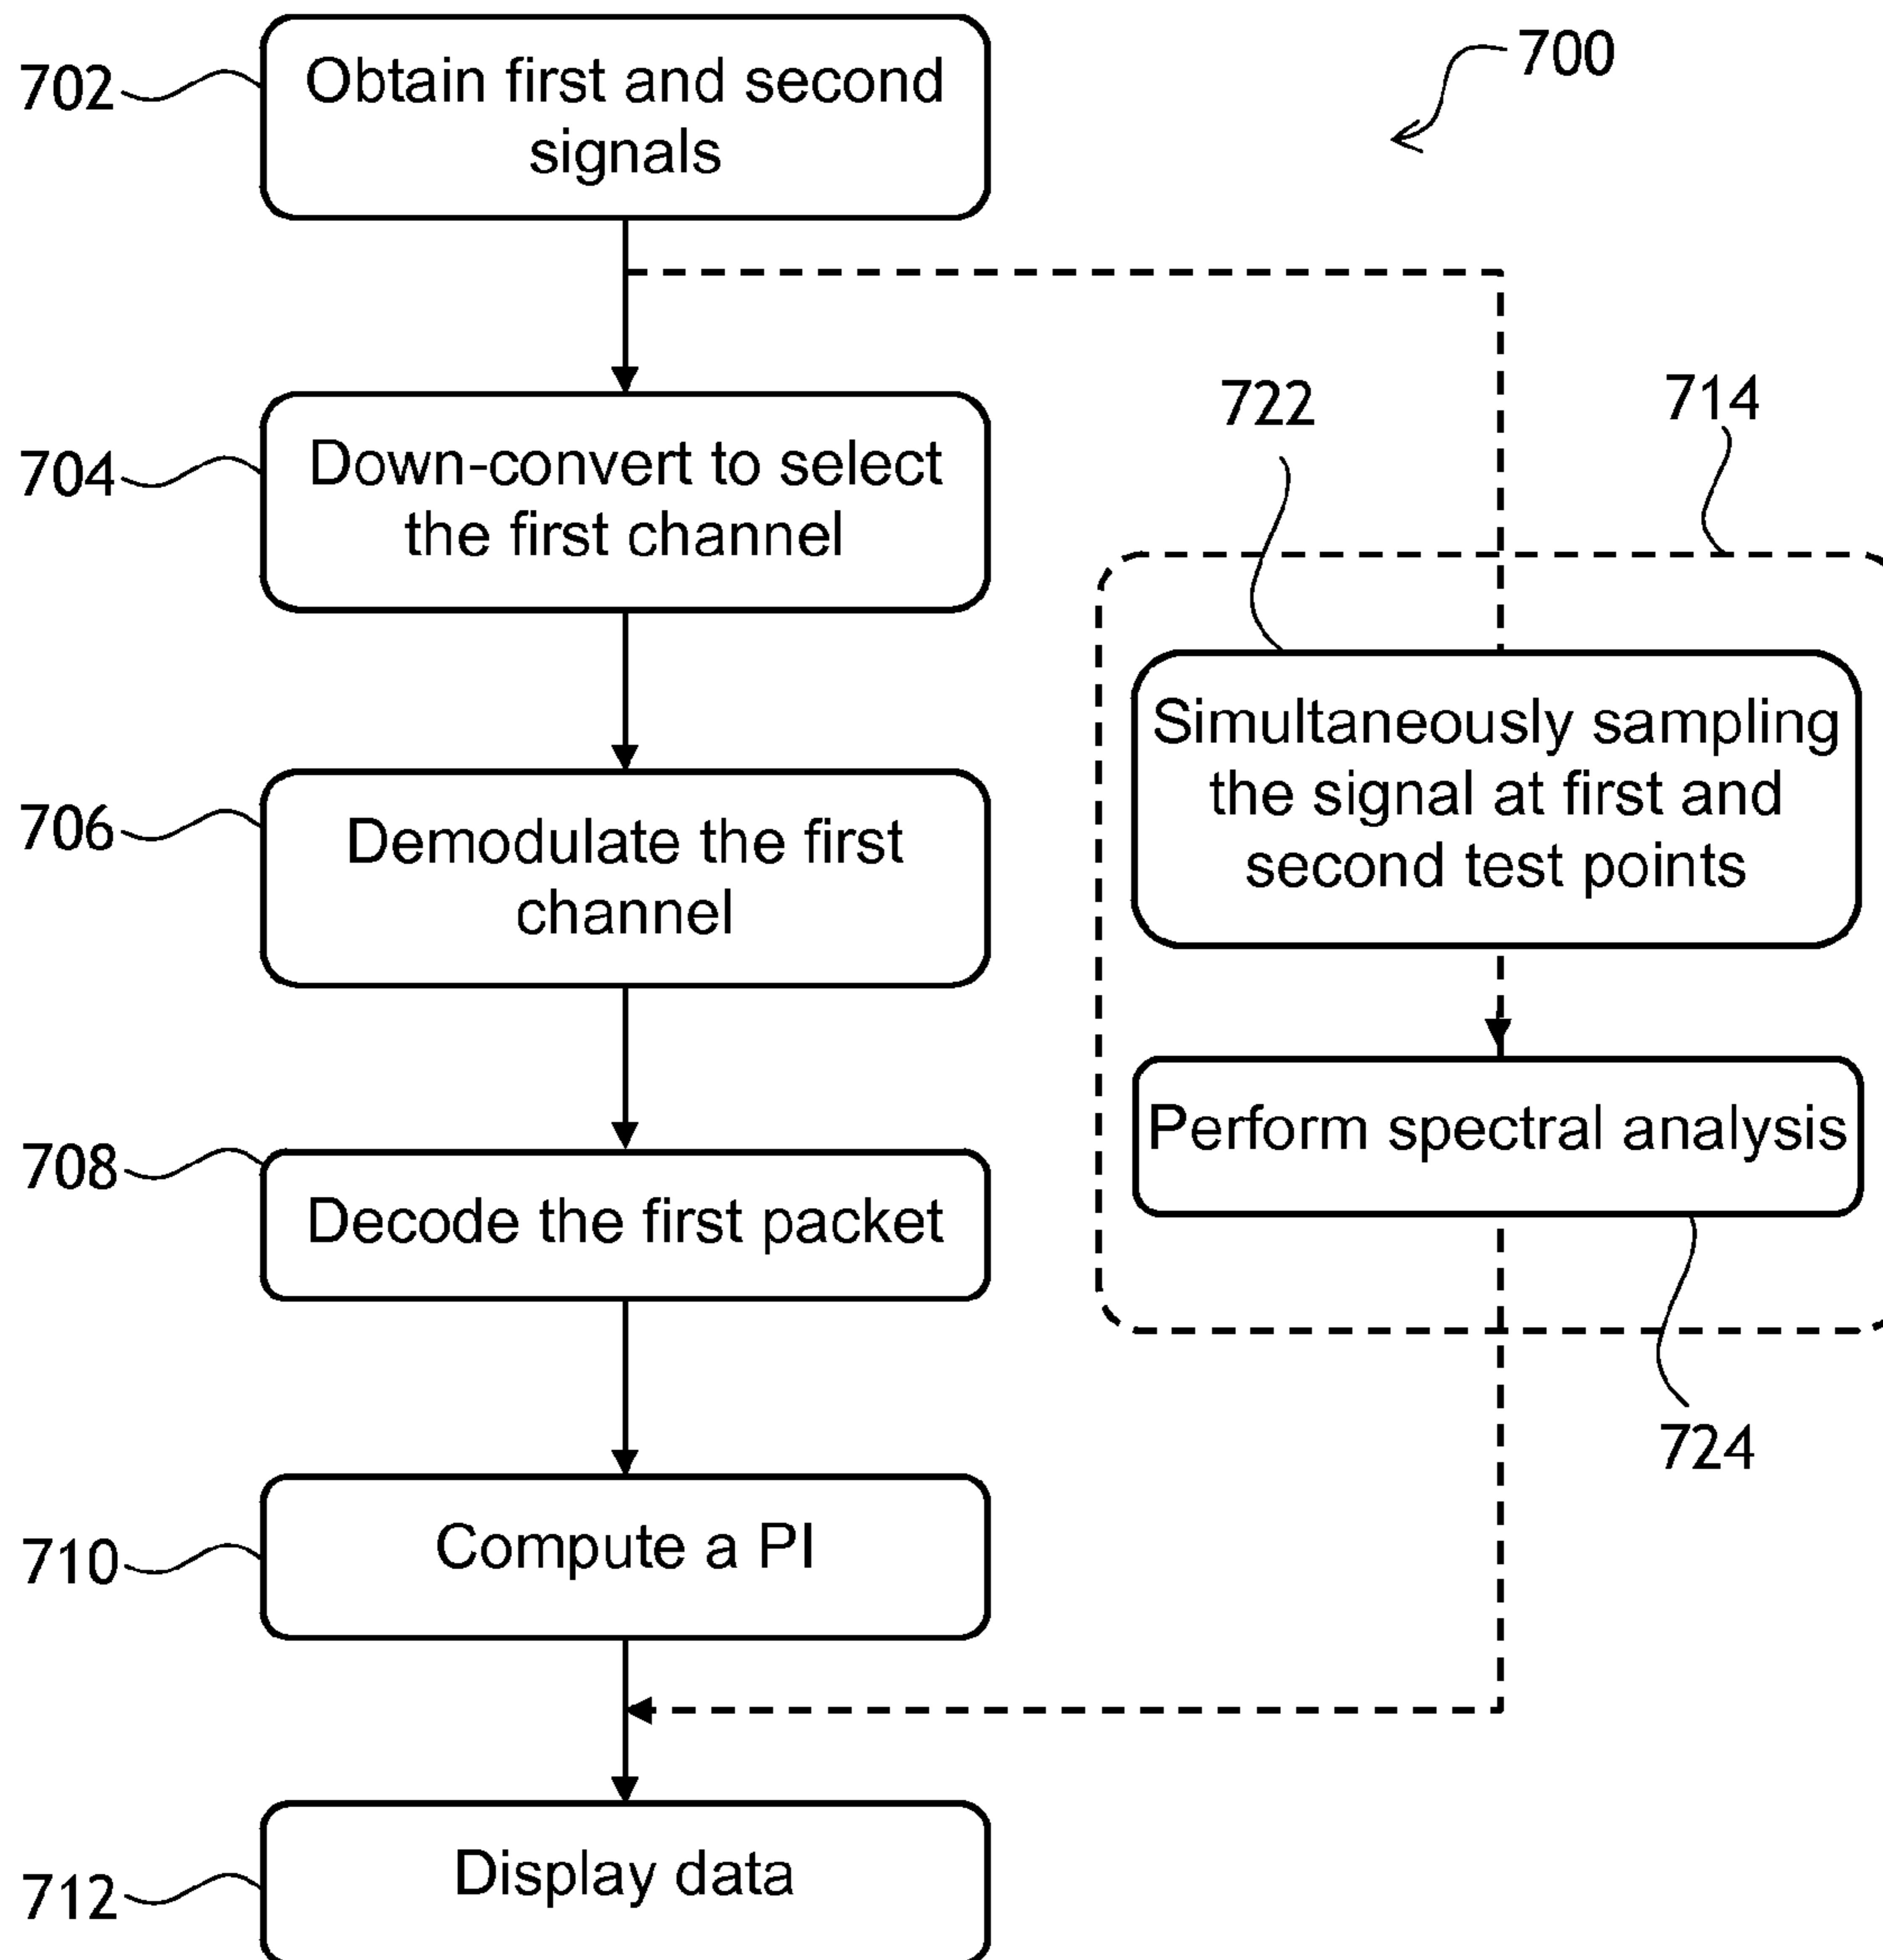 700
702
Obtain first and second
signals
704
Down-convert to select
the first channel
706
Demodulate the first
channel
708
Decode the first packet
710
Compute a PI
712
Display data
722
714
Simultaneously sampling
the signal at first and
second test points
Perform spectral analysis
724